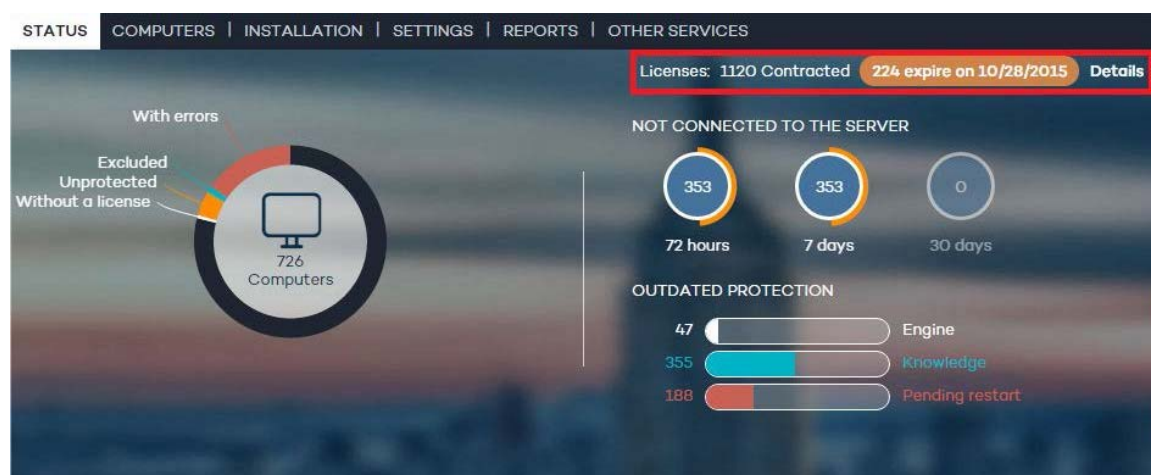 STATUS COMPUTERS | INSTALLATION | SETTINGS | REPORTS | OTHER SERVICES
Licenses: 1120 Contracted 224 expire on 10/28/2015 Details
With errors
Excluded
Unprotected
Without a license
726
Computers
NOT CONNECTED TO THE SERVER
353 353 0
72 hours 7 days 30 days
OUTDATED PROTECTION
47 Engine
355 Knowledge
188 Pending restart